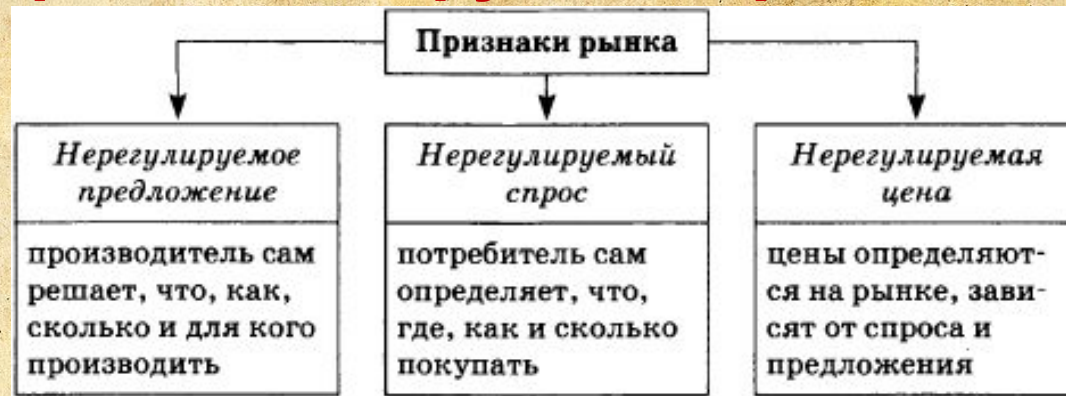 Признаки рынка
Нерегулируемое
предложение
производитель сам
решает, что, как,
сколько и для кого
производить
Нерегулируемый
спрос
потребитель сам
определяет, что,
где, как и сколько
покупать
Нерегулируемая
цена
цены определяют-
ся на рынке, зави-
сят от спроса и
предложения